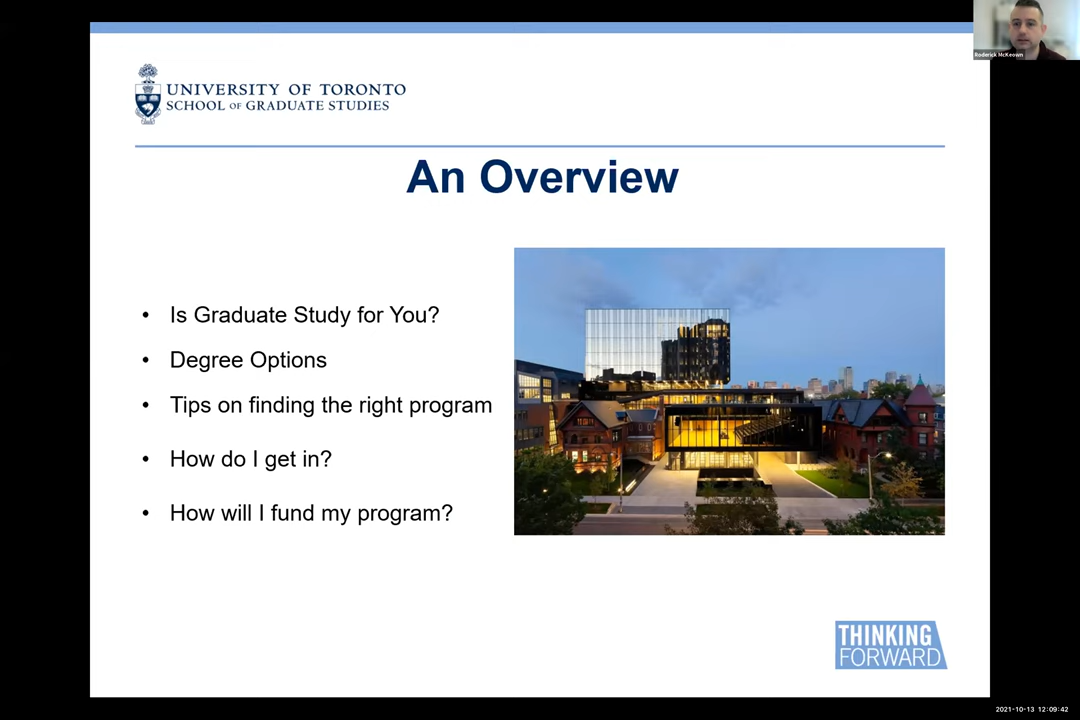 Roderick McKeown
UNIVERSITY OF TORONTO
SCHOOL OF GRADUATE STUDIES
An Overview
• Is Graduate Study for You?
• Degree Options
• Tips on finding the right program
• How do I get in?
• How will I fund my program?
THINKING
FORWARD
2021-10-13 12:09:42